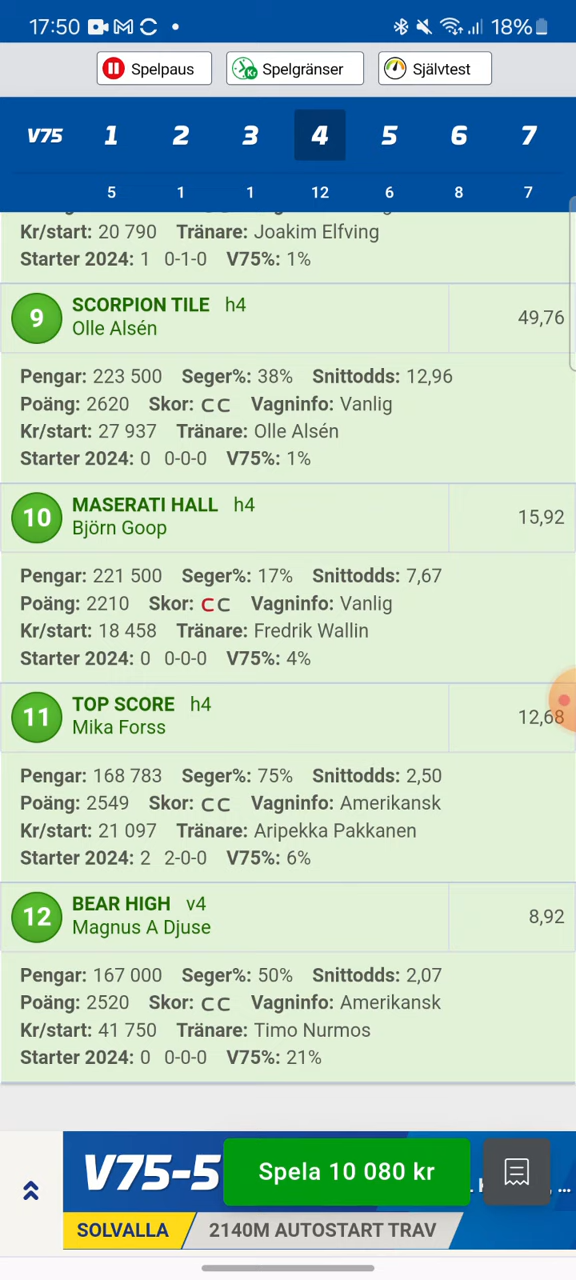 17:50 18%
Spelpaus Spelgränser Självtest
V75 1 2 3 4 5 6 7
5 1 1 12 6 8 7
Kr/start: 20 790 Tränare: Joakim Elfving
Starter 2024: 1 0-1-0 V75%: 1%
9 SCORPION TILE h4 49,76
Olle Alsén
Pengar: 223 500 Seger%: 38% Snittodds: 12,96
Poäng: 2620 Skor: C C Vagninfo: Vanlig
Kr/start: 27 937 Tränare: Olle Alsén
Starter 2024: 0 0-0-0 V75%: 1%
10 MASERATI HALL h4 15,92
Björn Goop
Pengar: 221 500 Seger%: 17% Snittodds: 7,67
Poäng: 2210 Skor: C C Vagninfo: Vanlig
Kr/start: 18 458 Tränare: Fredrik Wallin
Starter 2024: 0 0-0-0 V75%: 4%
11 TOP SCORE h4 12,68
Mika Forss
Pengar: 168 783 Seger%: 75% Snittodds: 2,50
Poäng: 2549 Skor: C C Vagninfo: Amerikansk
Kr/start: 21 097 Tränare: Aripekka Pakkanen
Starter 2024: 2 2-0-0 V75%: 6%
12 BEAR HIGH v4 8,92
Magnus A Djuse
Pengar: 167 000 Seger%: 50% Snittodds: 2,07
Poäng: 2520 Skor: C C Vagninfo: Amerikansk
Kr/start: 41 750 Tränare: Timo Nurmos
Starter 2024: 0 0-0-0 V75%: 21%
V75-5 Spela 10 080 kr
SOLVALLA 2140M AUTOSTART TRAV